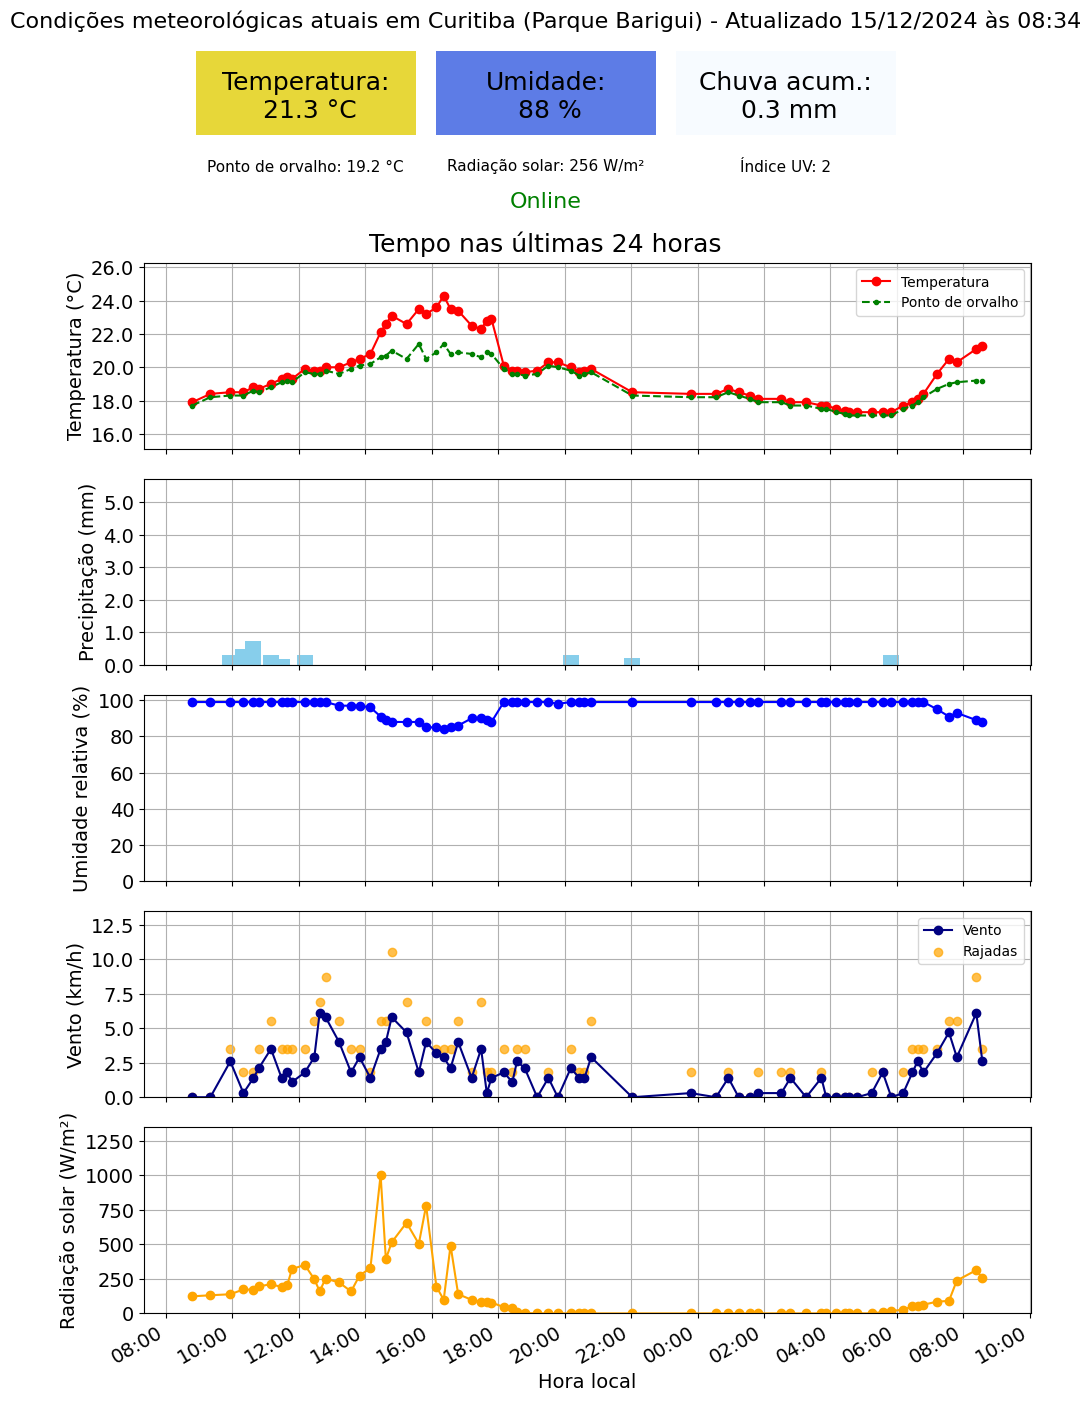 Condições meteorológicas atuais em Curitiba (Parque Barigui) - Atualizado 15/12/2024 às 08:34
Temperatura:
21.3 °C
Umidade:
88 %
Chuva acum.:
0.3 mm
Ponto de orvalho: 19.2 °C
Radiação solar: 256 W/m²
Índice UV: 2
Online
Tempo nas últimas 24 horas
Temperatura (°C)
26.0
24.0
22.0
20.0
18.0
16.0
Temperatura
Ponto de orvalho
Precipitação (mm)
5.0
4.0
3.0
2.0
1.0
0.0
Umidade relativa (%)
100
80
60
40
20
0
Vento (km/h)
12.5
10.0
7.5
5.0
2.5
0.0
Vento
Rajadas
Radiação solar (W/m²)
1250
1000
750
500
250
0
08:00
10:00
12:00
14:00
16:00
18:00
20:00
22:00
00:00
02:00
04:00
06:00
08:00
10:00
Hora local